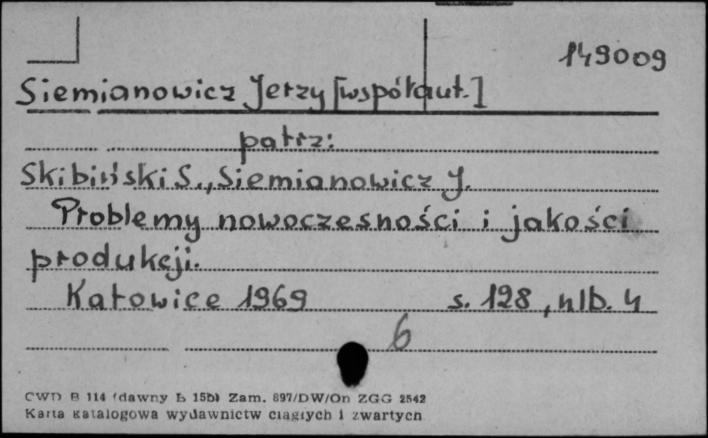 149009
Siemianowicz Jerzy [współaut.]
patrz:
Skibiński S., Siemianowicz J.
Problemy nowoczesności i jakości
produkcji.
Katowice 1969 s. 128, nlb. 4
6
CWD B 114 (dawny b 15b) Zam. 897/DW/On ZGG 2542
Karta katalogowa wydawnictw ciągłych i zwartych